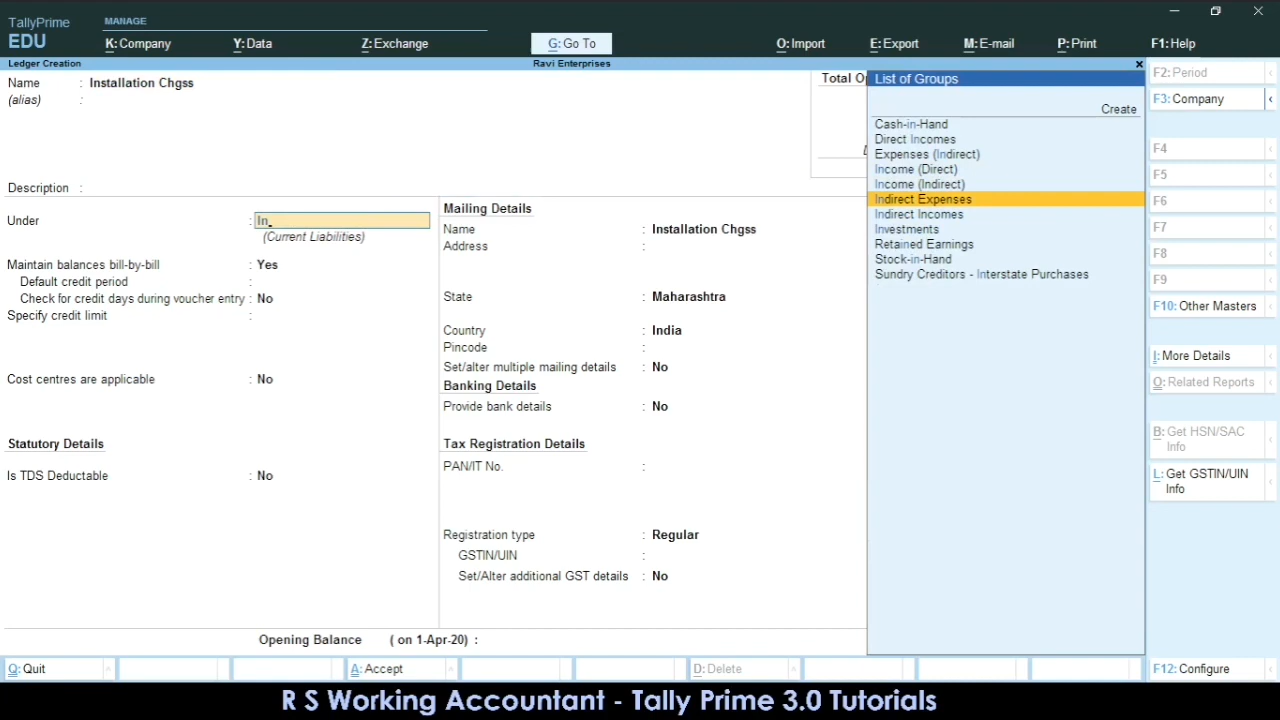 TallyPrime
EDU
MANAGE
K: Company
Y: Data
Z: Exchange
G: Go To
O: Import
E: Export
M: E-mail
P: Print
F1: Help
Ledger Creation
Ravi Enterprises
Name : Installation Chgss
(alias) :
Total Op
Description :
Under : In
(Current Liabilities)
Maintain balances bill-by-bill : Yes
Default credit period :
Check for credit days during voucher entry : No
Specify credit limit :
Cost centres are applicable : No
Statutory Details
Is TDS Deductable : No
Mailing Details
Name : Installation Chgss
Address :
State : Maharashtra
Country : India
Pincode :
Set/alter multiple mailing details : No
Banking Details
Provide bank details : No
Tax Registration Details
PAN/IT No. :
Registration type : Regular
GSTIN/UIN :
Set/Alter additional GST details : No
Opening Balance ( on 1-Apr-20) :
List of Groups
Create
Cash-in-Hand
Direct Incomes
Expenses (Indirect)
Income (Direct)
Income (Indirect)
Indirect Expenses
Indirect Incomes
Investments
Retained Earnings
Stock-in-Hand
Sundry Creditors - Interstate Purchases
F2: Period
F3: Company
F4
F5
F6
F7
F8
F9
F10: Other Masters
I: More Details
O: Related Reports
B: Get HSN/SAC
Info
L: Get GSTIN/UIN
Info
Q: Quit
A: Accept
D: Delete
F12: Configure
R S Working Accountant - Tally Prime 3.0 Tutorials